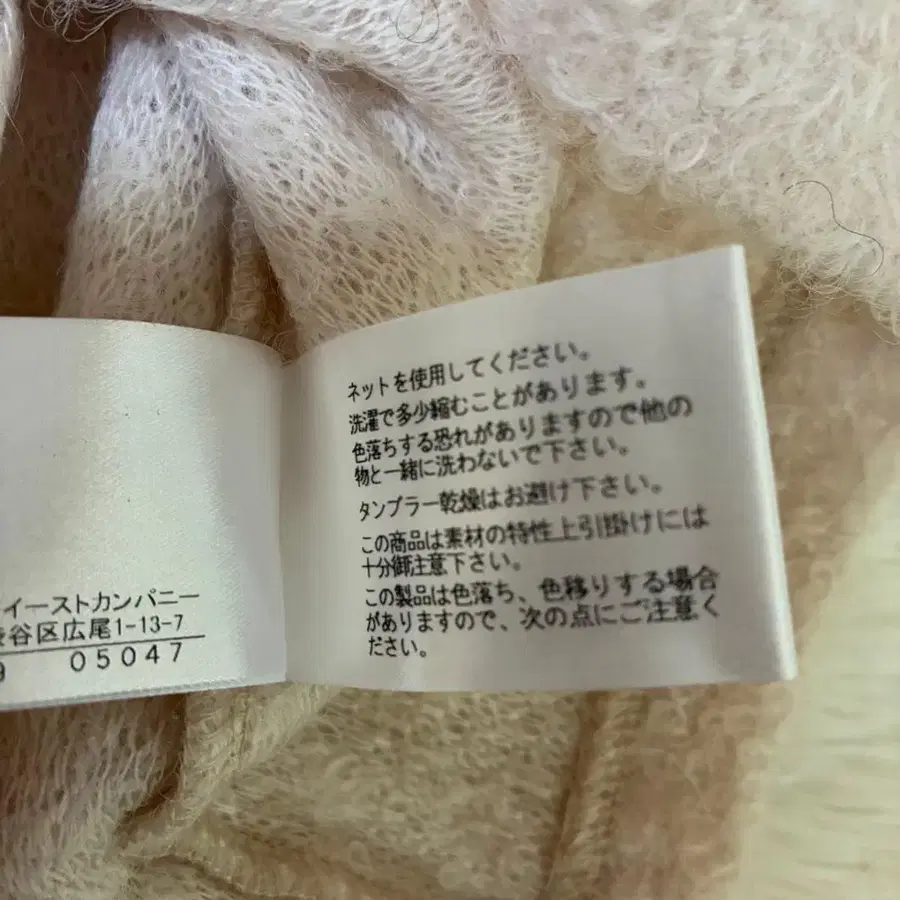 イーストカンパニー
谷区広尾1-13-7
9 05047
ネットを使用してください。
洗濯で多少縮むことがあります。
色落ちする恐れがありますので他の
物と一緒に洗わないで下さい。
タンブラー乾燥はお避け下さい。
この商品は素材の特性上引掛けには
十分御注意下さい。
この製品は色落ち、色移りする場合
がありますので、次の点にご注意く
ださい。